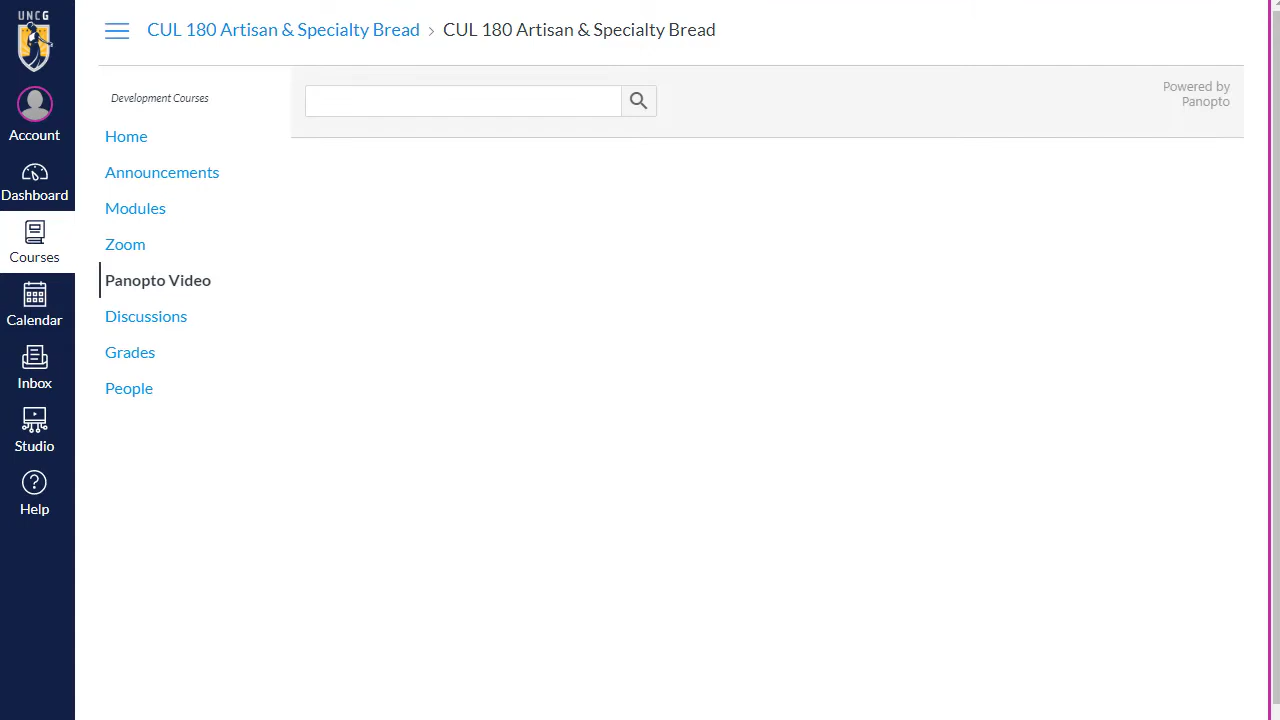 UNCG
Account
Dashboard
Courses
Calendar
Inbox
Studio
Help
CUL 180 Artisan & Specialty Bread › CUL 180 Artisan & Specialty Bread
Development Courses
Home
Announcements
Modules
Zoom
Panopto Video
Discussions
Grades
People
Powered by
Panopto